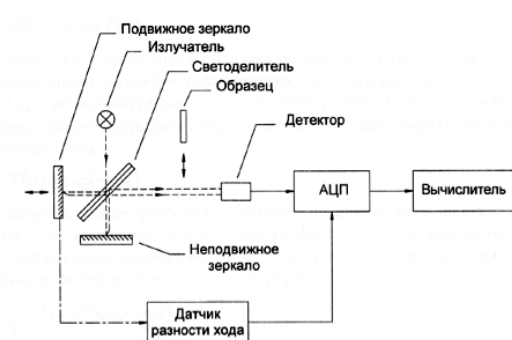 Подвижное зеркало
Излучатель
Светоделитель
Образец
Детектор
АЦП
Вычислитель
Неподвижное
зеркало
Датчик
разности хода